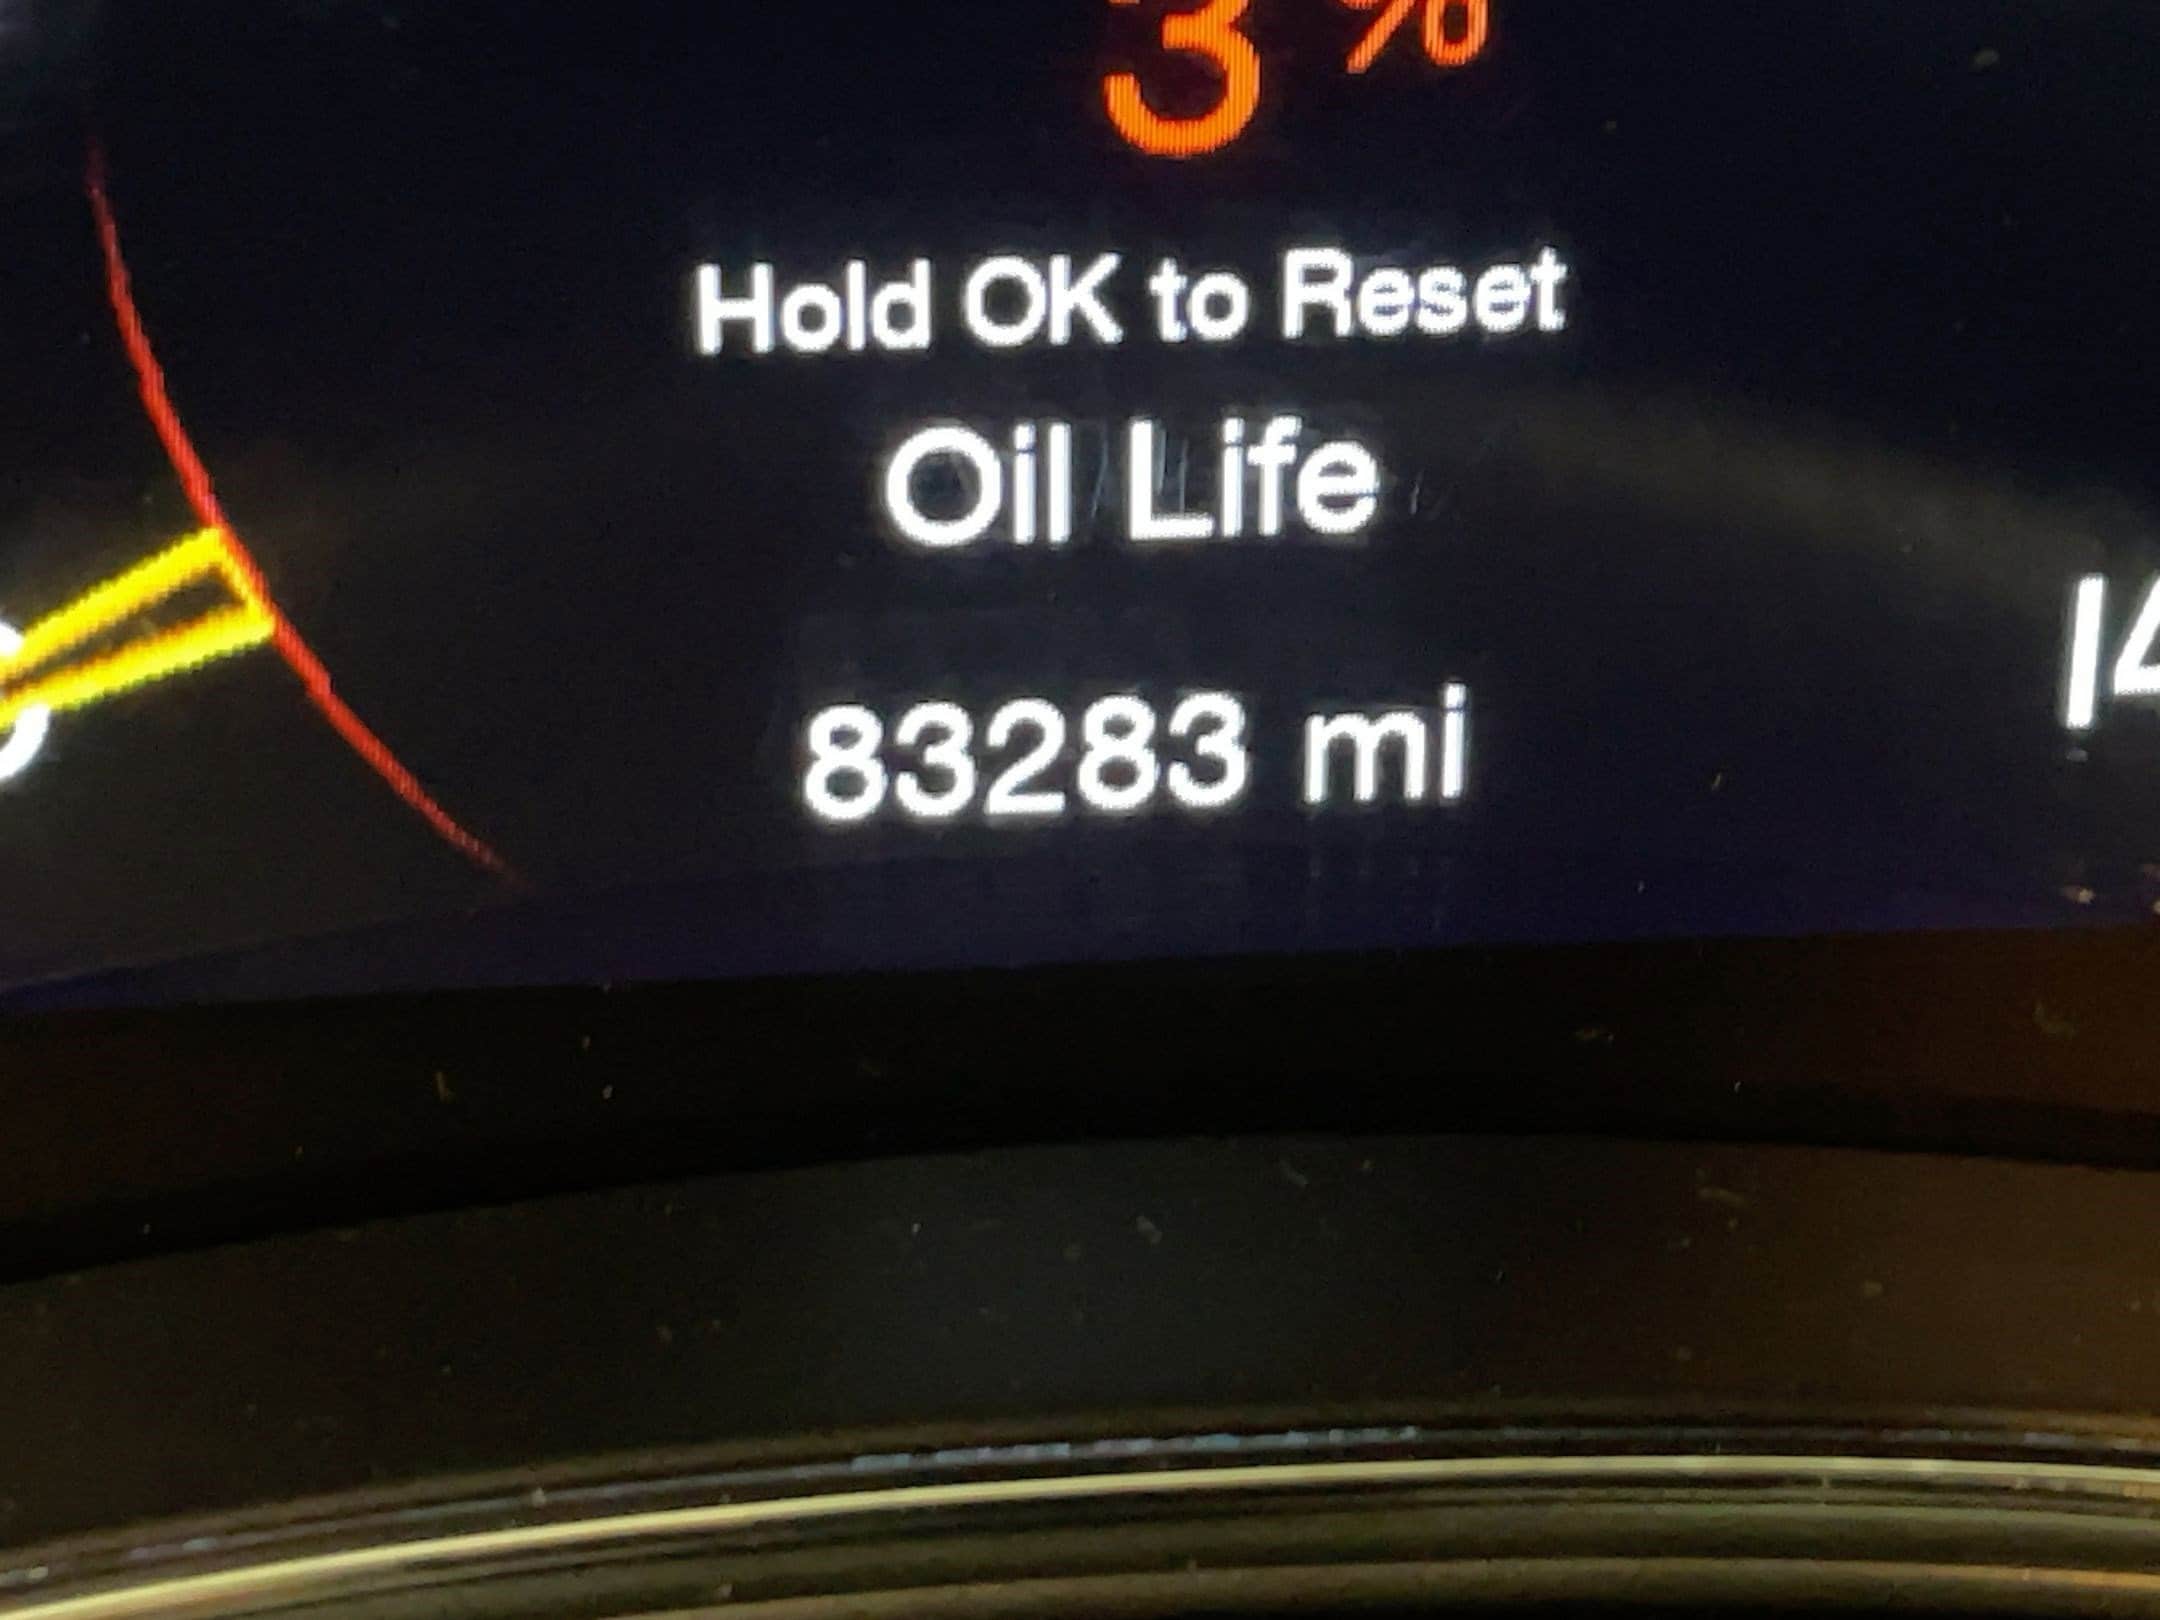 3%
Hold OK to Reset
Oil Life
83283 mi